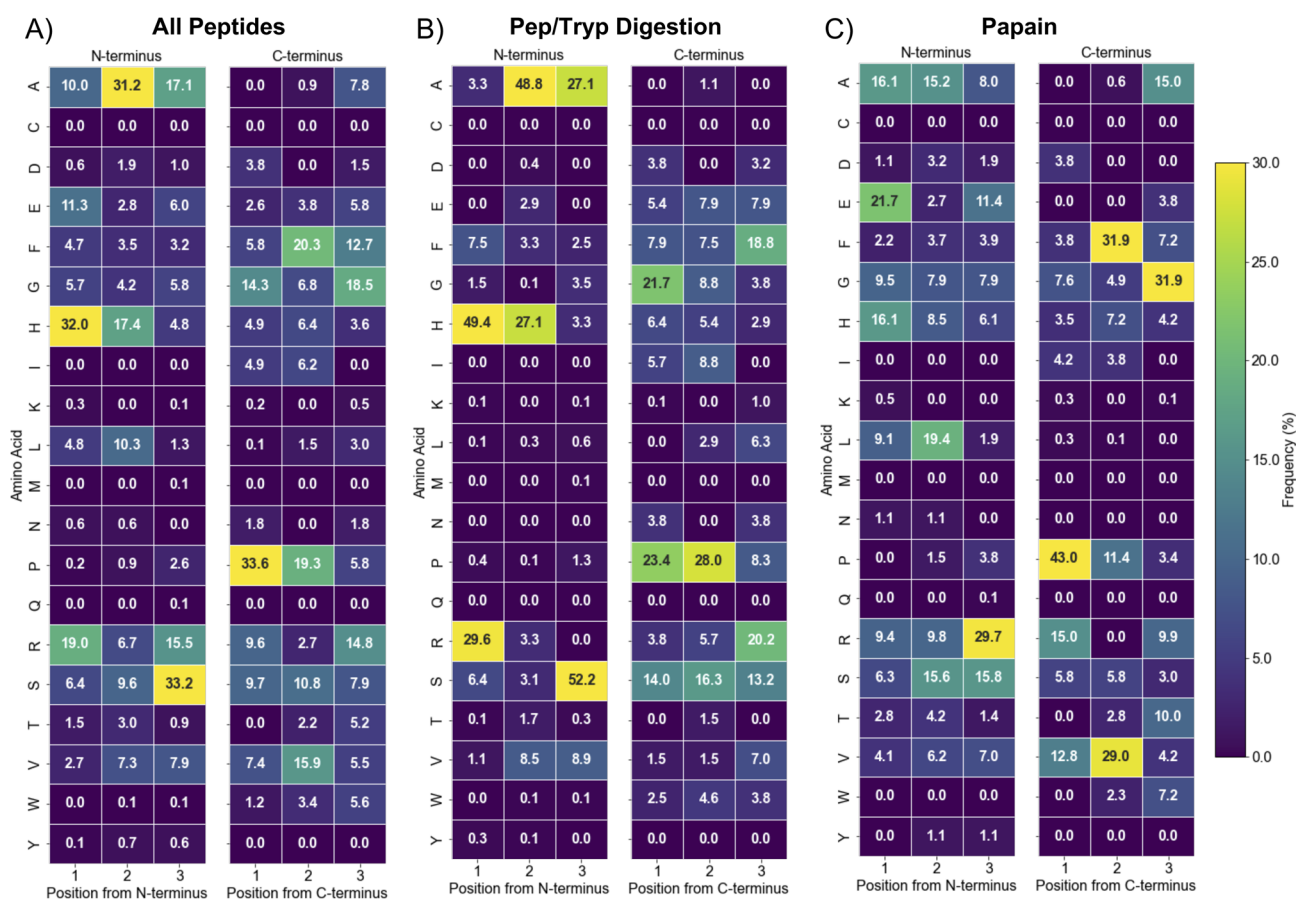 A) All Peptides
N-terminus C-terminus
A 10.0 31.2 17.1 0.0 0.9 7.8
C 0.0 0.0 0.0 0.0 0.0 0.0
D 0.6 1.9 1.0 3.8 0.0 1.5
E 11.3 2.8 6.0 2.6 3.8 5.8
F 4.7 3.5 3.2 5.8 20.3 12.7
G 5.7 4.2 5.8 14.3 6.8 18.5
H 32.0 17.4 4.8 4.9 6.4 3.6
I 0.0 0.0 0.0 4.9 6.2 0.0
K 0.3 0.0 0.1 0.2 0.0 0.5
L 4.8 10.3 1.3 0.1 1.5 3.0
M 0.0 0.0 0.1 0.0 0.0 0.0
N 0.6 0.6 0.0 1.8 0.0 1.8
P 0.2 0.9 2.6 33.6 19.3 5.8
Q 0.0 0.0 0.1 0.0 0.0 0.0
R 19.0 6.7 15.5 9.6 2.7 14.8
S 6.4 9.6 33.2 9.7 10.8 7.9
T 1.5 3.0 0.9 0.0 2.2 5.2
V 2.7 7.3 7.9 7.4 15.9 5.5
W 0.0 0.1 0.1 1.2 3.4 5.6
Y 0.1 0.7 0.6 0.0 0.0 0.0
Amino Acid
1 2 3 1 2 3
Position from N-terminus Position from C-terminus
B) Pep/Tryp Digestion
N-terminus C-terminus
A 3.3 48.8 27.1 0.0 1.1 0.0
C 0.0 0.0 0.0 0.0 0.0 0.0
D 0.0 0.4 0.0 3.8 0.0 3.2
E 0.0 2.9 0.0 5.4 7.9 7.9
F 7.5 3.3 2.5 7.9 7.5 18.8
G 1.5 0.1 3.5 21.7 8.8 3.8
H 49.4 27.1 3.3 6.4 5.4 2.9
I 0.0 0.0 0.0 5.7 8.8 0.0
K 0.1 0.0 0.1 0.1 0.0 1.0
L 0.1 0.3 0.6 0.0 2.9 6.3
M 0.0 0.0 0.1 0.0 0.0 0.0
N 0.0 0.0 0.0 3.8 0.0 3.8
P 0.4 0.1 1.3 23.4 28.0 8.3
Q 0.0 0.0 0.0 0.0 0.0 0.0
R 29.6 3.3 0.0 3.8 5.7 20.2
S 6.4 3.1 52.2 14.0 16.3 13.2
T 0.1 1.7 0.3 0.0 1.5 0.0
V 1.1 8.5 8.9 1.5 1.5 7.0
W 0.0 0.1 0.1 2.5 4.6 3.8
Y 0.3 0.1 0.0 0.0 0.0 0.0
Amino Acid
1 2 3 1 2 3
Position from N-terminus Position from C-terminus
C) Papain
N-terminus C-terminus
A 16.1 15.2 8.0 0.0 0.6 15.0
C 0.0 0.0 0.0 0.0 0.0 0.0
D 1.1 3.2 1.9 3.8 0.0 0.0
E 21.7 2.7 11.4 0.0 0.0 3.8
F 2.2 3.7 3.9 3.8 31.9 7.2
G 9.5 7.9 7.9 7.6 4.9 31.9
H 16.1 8.5 6.1 3.5 7.2 4.2
I 0.0 0.0 0.0 4.2 3.8 0.0
K 0.5 0.0 0.0 0.3 0.0 0.1
L 9.1 19.4 1.9 0.3 0.1 0.0
M 0.0 0.0 0.0 0.0 0.0 0.0
N 1.1 1.1 0.0 0.0 0.0 0.0
P 0.0 1.5 3.8 43.0 11.4 3.4
Q 0.0 0.0 0.1 0.0 0.0 0.0
R 9.4 9.8 29.7 15.0 0.0 9.9
S 6.3 15.6 15.8 5.8 5.8 3.0
T 2.8 4.2 1.4 0.0 2.8 10.0
V 4.1 6.2 7.0 12.8 29.0 4.2
W 0.0 0.0 0.0 0.0 2.3 7.2
Y 0.0 1.1 1.1 0.0 0.0 0.0
Amino Acid
1 2 3 1 2 3
Position from N-terminus Position from C-terminus
30.0
25.0
20.0
15.0
10.0
5.0
0.0
Frequency (%)